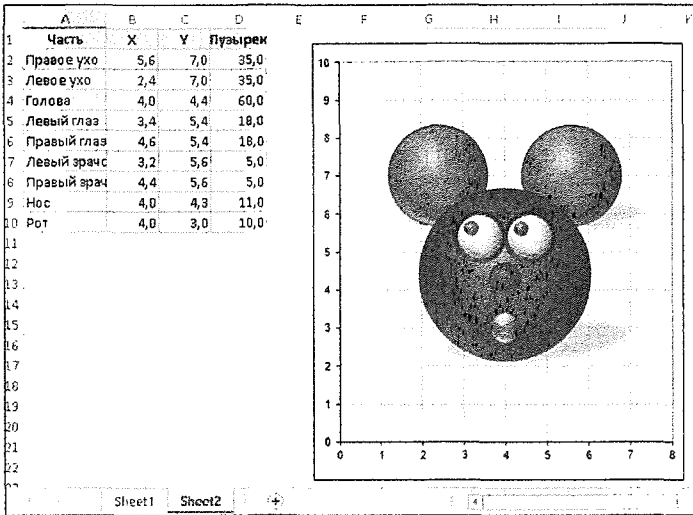 A B C D E F G H I J K
1 Часть X Y Пузырек
2 Правое ухо 5,6 7,0 35,0
3 Левое ухо 2,4 7,0 35,0
4 Голова 4,0 4,4 60,0
5 Левый глаз 3,4 5,4 18,0
6 Правый глаз 4,6 5,4 18,0
7 Левый зрачо 3,2 5,6 5,0
8 Правый зрач 4,4 5,6 5,0
9 Нос 4,0 4,3 11,0
10 Рот 4,0 3,0 10,0
11
12
13
14
15
16
17
18
19
20
21
22
10
9
8
7
6
5
4
3
2
1
0
0 1 2 3 4 5 6 7 8
Sheet1 Sheet2